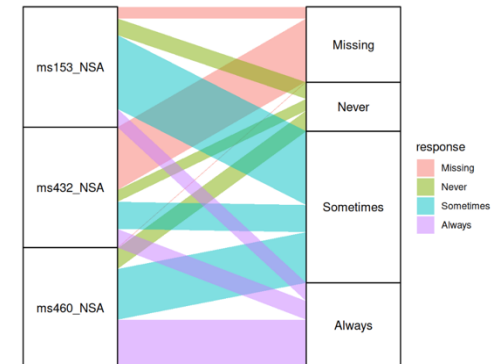 ms153_NSA
ms432_NSA
ms460_NSA
Missing
Never
Sometimes
Always
response
Missing
Never
Sometimes
Always